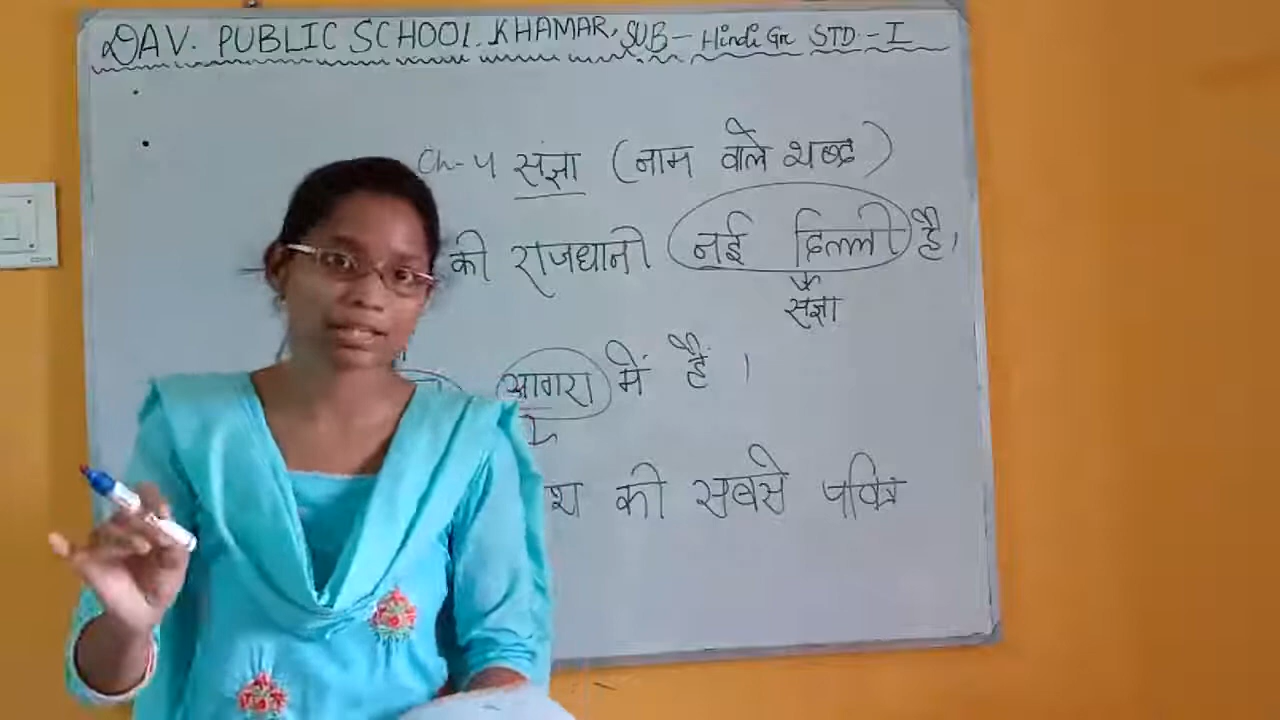 DAV. PUBLIC SCHOOL. KHAMAR, SUB - Hindi Gr STD - I
Ch-4 संज्ञा (नाम वाले शब्द)
की राजधानी नई दिल्ली है।
संज्ञा
आगरा में है ।
की सबसे पवित्र